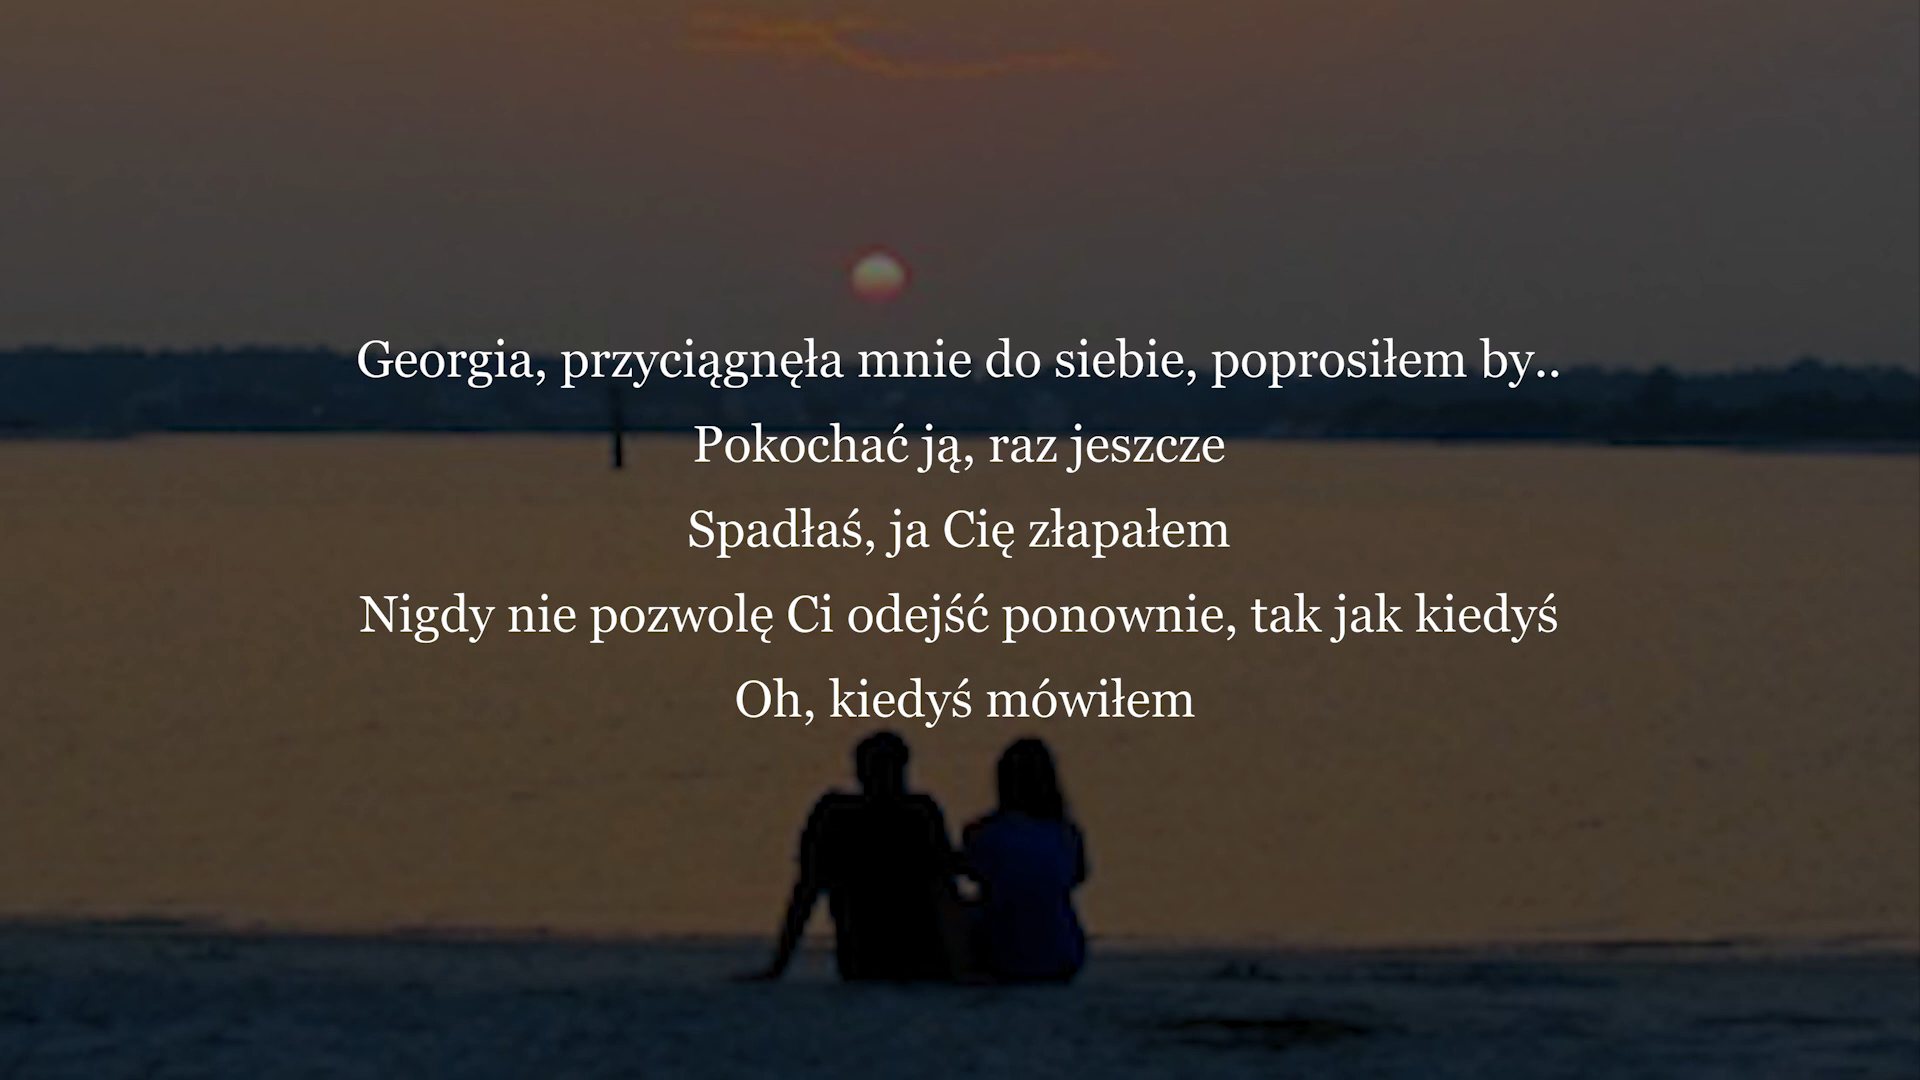 Georgia, przyciągnęła mnie do siebie, poprosiłem by..
Pokochać ją, raz jeszcze
Spadłaś, ja Cię złapałem
Nigdy nie pozwolę Ci odejść ponownie, tak jak kiedyś
Oh, kiedyś mówiłem